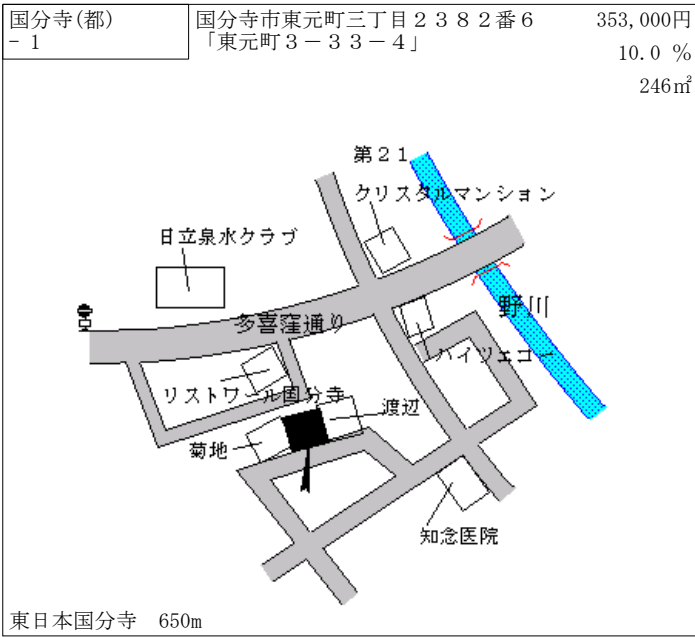 国分寺(都)
- 1
国分寺市東元町三丁目２３８２番６
「東元町３－３３－４」
353,000円
10.0 %
246㎡
第２１
クリスタルマンション
日立泉水クラブ
野川
多喜窪通り
ハイツエコー
リストワール国分寺
渡辺
菊地
知念医院
東日本国分寺　650m